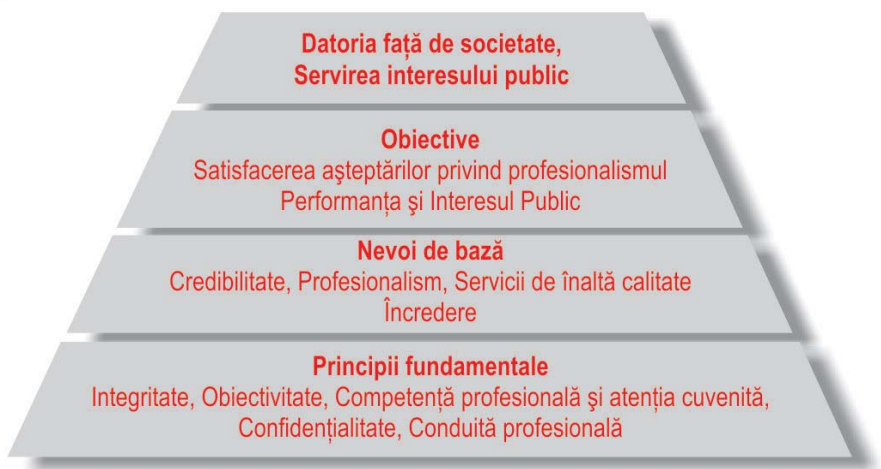 Datoria față de societate,
Servirea interesului public
Obiective
Satisfacerea aşteptărilor privind profesionalismul
Performanța şi Interesul Public
Nevoi de bază
Credibilitate, Profesionalism, Servicii de înaltă calitate
Încredere
Principii fundamentale
Integritate, Obiectivitate, Competență profesională şi atenția cuvenită,
Confidențialitate, Conduită profesională